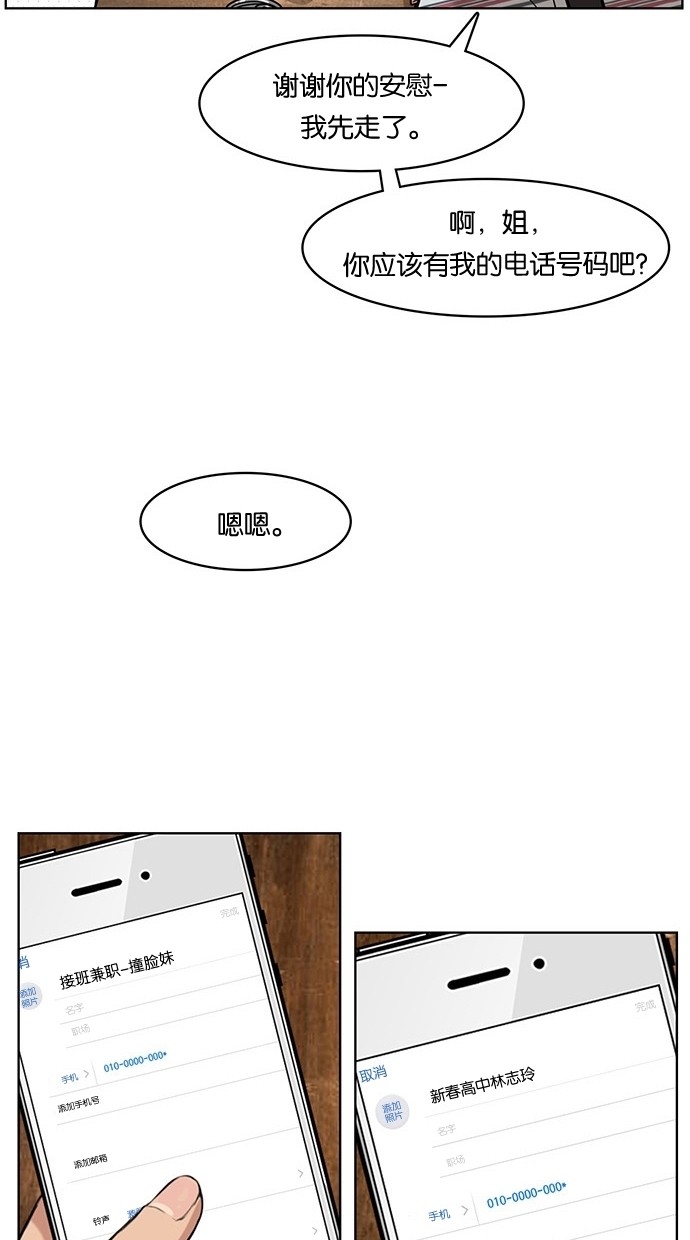 谢谢你的安慰-
我先走了。
啊，姐，
你应该有我的电话号码吧?
嗯嗯。
完成
消
添加
照片
接班兼职-撞脸妹
名字
职场
手机 > 010-0000-000*
添加手机号
添加邮箱
铃声
完成
取消
添加
照片
新春高中林志玲
名字
职场
手机 > 010-0000-000*